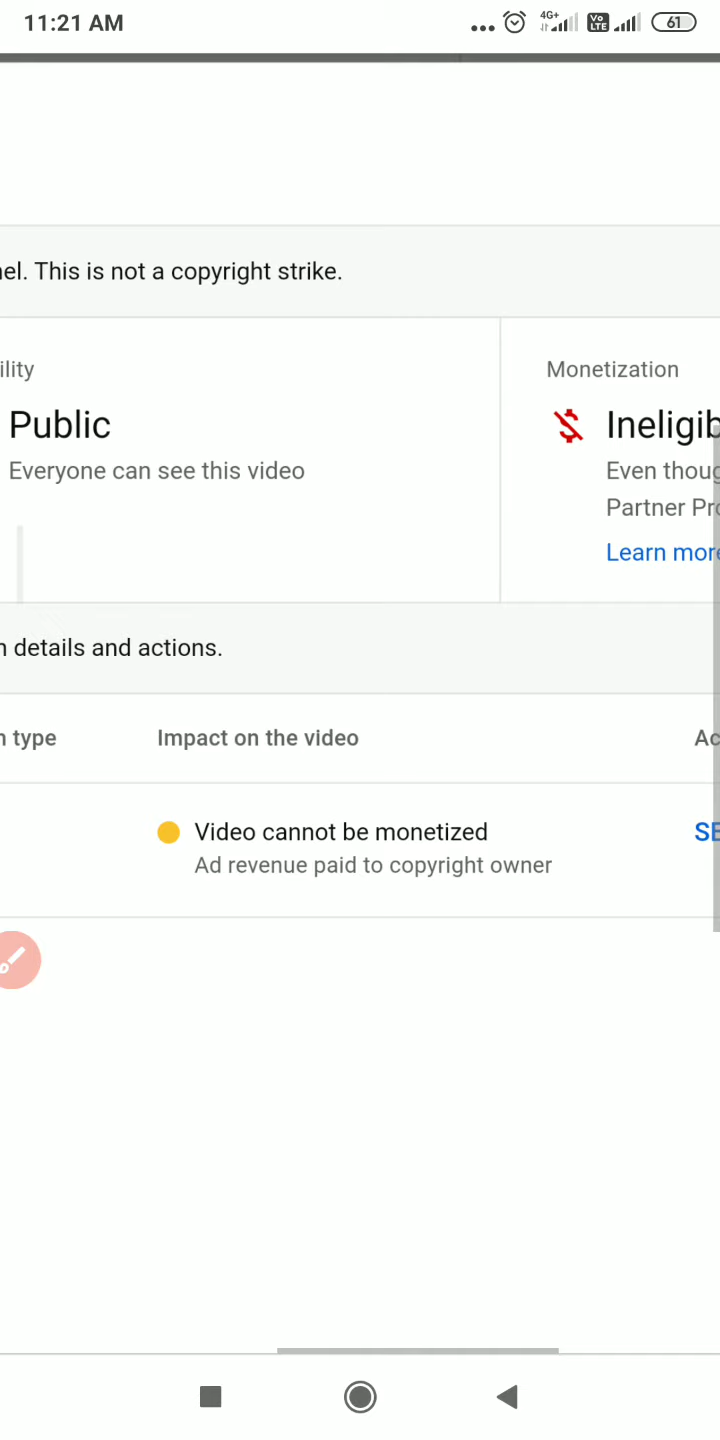 11:21 AM
4G+
Vo
LTE
61
nel. This is not a copyright strike.
ility
Monetization
Public
Ineligib
Everyone can see this video
Even thoug
Partner Pro
Learn more
n details and actions.
n type
Impact on the video
Ac
Video cannot be monetized
SE
Ad revenue paid to copyright owner